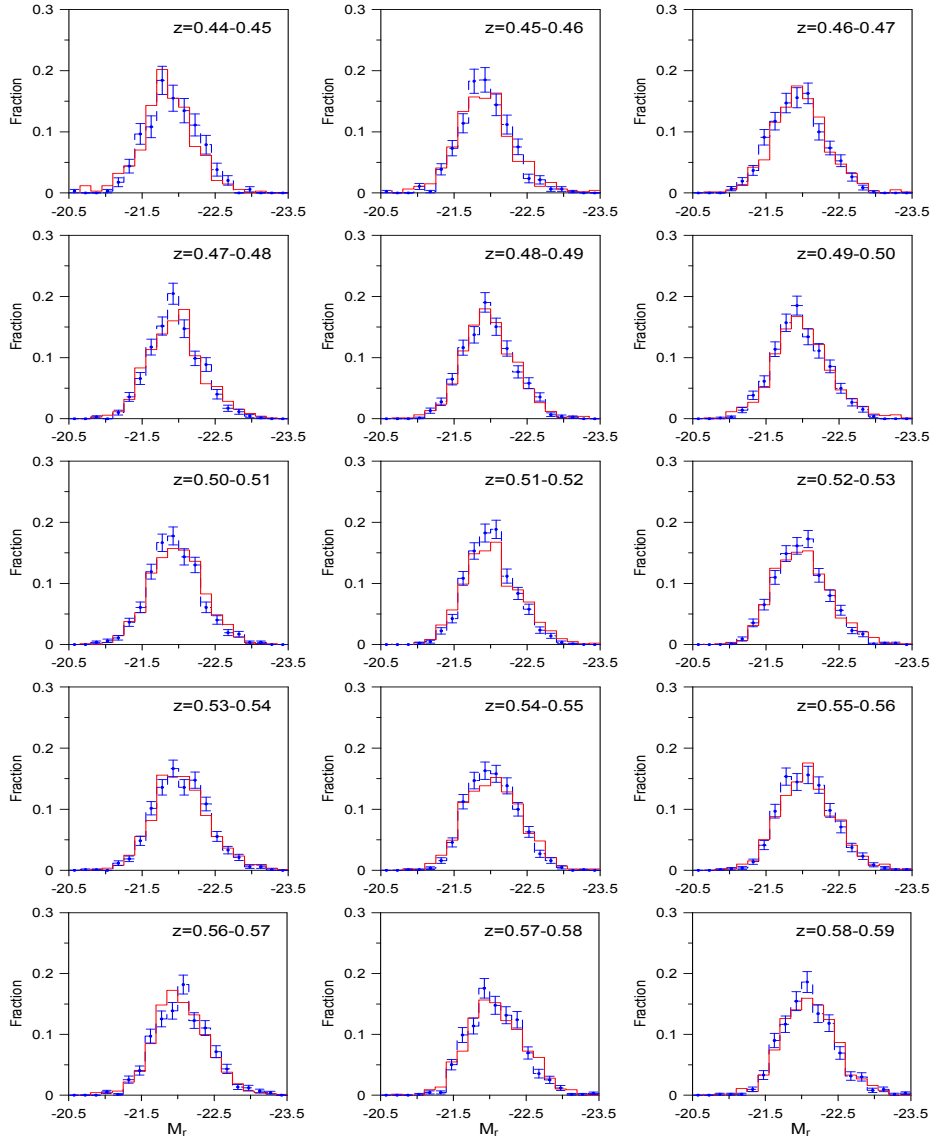 0.3 z=0.44-0.45 0.3 z=0.45-0.46 0.3 z=0.46-0.47
Fraction 0.2 Fraction 0.2 Fraction 0.2
0.1 0.1 0.1
0 0 0
-20.5 -21.5 -22.5 -23.5 -20.5 -21.5 -22.5 -23.5 -20.5 -21.5 -22.5 -23.5
0.3 z=0.47-0.48 0.3 z=0.48-0.49 0.3 z=0.49-0.50
Fraction 0.2 Fraction 0.2 Fraction 0.2
0.1 0.1 0.1
0 0 0
-20.5 -21.5 -22.5 -23.5 -20.5 -21.5 -22.5 -23.5 -20.5 -21.5 -22.5 -23.5
0.3 z=0.50-0.51 0.3 z=0.51-0.52 0.3 z=0.52-0.53
Fraction 0.2 Fraction 0.2 Fraction 0.2
0.1 0.1 0.1
0 0 0
-20.5 -21.5 -22.5 -23.5 -20.5 -21.5 -22.5 -23.5 -20.5 -21.5 -22.5 -23.5
0.3 z=0.53-0.54 0.3 z=0.54-0.55 0.3 z=0.55-0.56
Fraction 0.2 Fraction 0.2 Fraction 0.2
0.1 0.1 0.1
0 0 0
-20.5 -21.5 -22.5 -23.5 -20.5 -21.5 -22.5 -23.5 -20.5 -21.5 -22.5 -23.5
0.3 z=0.56-0.57 0.3 z=0.57-0.58 0.3 z=0.58-0.59
Fraction 0.2 Fraction 0.2 Fraction 0.2
0.1 0.1 0.1
0 0 0
-20.5 -21.5 -22.5 -23.5 -20.5 -21.5 -22.5 -23.5 -20.5 -21.5 -22.5 -23.5
M_r M_r M_r